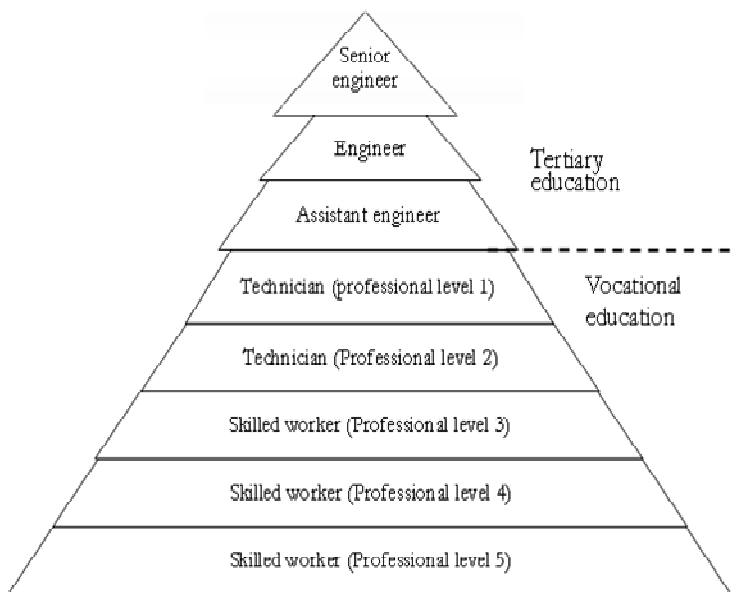 Senior
engineer
Engineer
Tertiary
education
Assistant engineer
Technician (professional level 1)
Vocational
education
Technician (Professional level 2)
Skilled worker (Professional level 3)
Skilled worker (Professional level 4)
Skilled worker (Professional level 5)